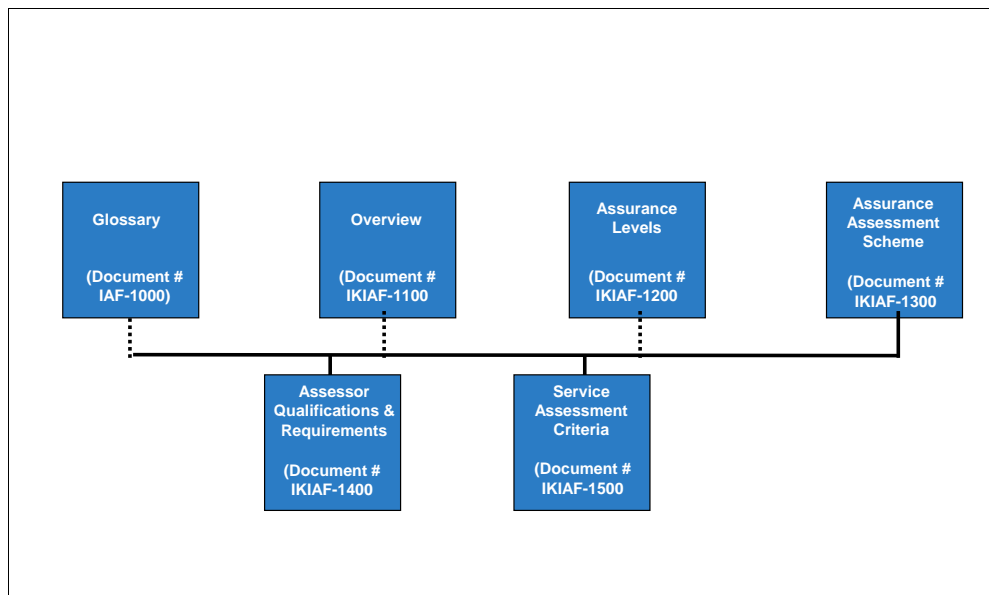 Glossary
(Document #
IAF-1000)
Overview
(Document #
IKIAF-1100
Assurance
Levels
(Document #
IKIAF-1200
Assurance
Assessment
Scheme
(Document #
IKIAF-1300
Assessor
Qualifications &
Requirements
(Document #
IKIAF-1400
Service
Assessment
Criteria
(Document #
IKIAF-1500